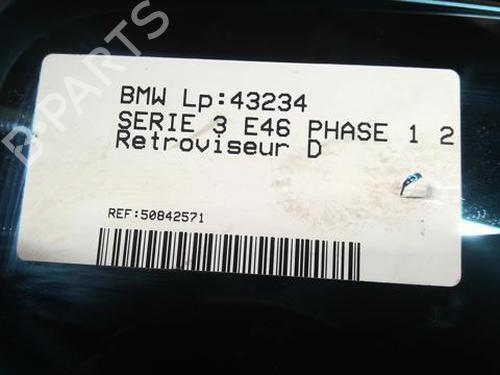 BMW Lp:43234
SERIE 3 E46 PHASE 1 2
Retroviseur D
REF:50842571
B-PARTS